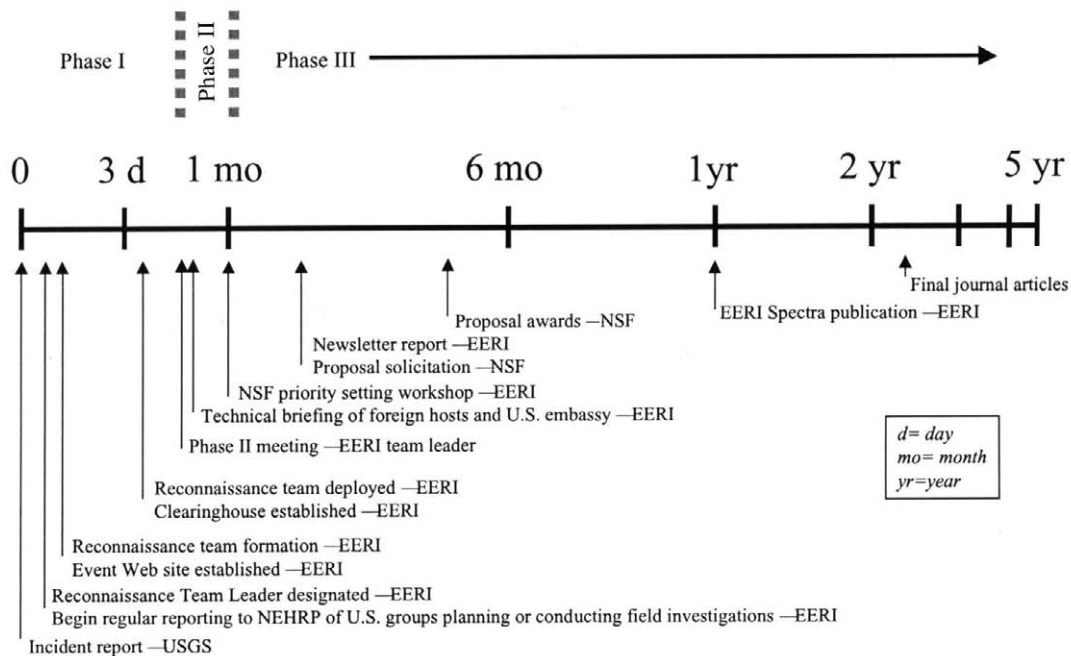 Phase I
Phase II
Phase III
0
3 d
1 mo
6 mo
1yr
2 yr
5 yr
Final journal articles
EERI Spectra publication —EERI
Proposal awards —NSF
Newsletter report —EERI
Proposal solicitation —NSF
NSF priority setting workshop —EERI
Technical briefing of foreign hosts and U.S. embassy —EERI
Phase II meeting —EERI team leader
Reconnaissance team deployed —EERI
Clearinghouse established —EERI
Reconnaissance team formation —EERI
Event Web site established —EERI
Reconnaissance Team Leader designated —EERI
Begin regular reporting to NEHRP of U.S. groups planning or conducting field investigations —EERI
Incident report —USGS
d= day
mo= month
yr=year